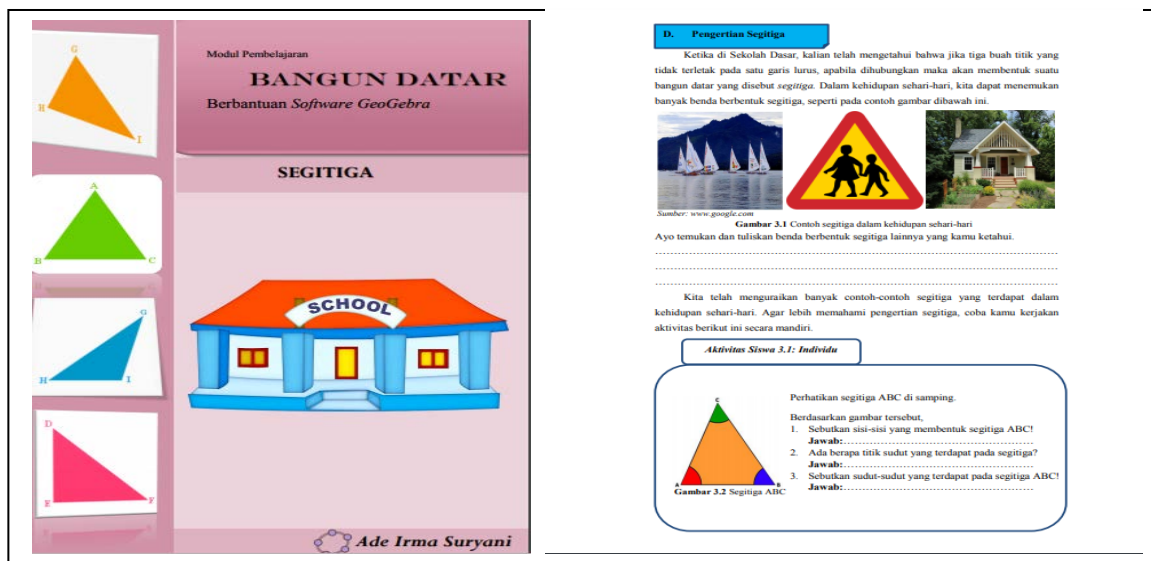 G
H
I
A
B
C
G
H
I
D
E
F
Modul Pembelajaran
BANGUN DATAR
Berbantuan Software GeoGebra
SEGITIGA
SCHOOL
Ade Irma Suryani
D. Pengertian Segitiga
Ketika di Sekolah Dasar, kalian telah mengetahui bahwa jika tiga buah titik yang
tidak terletak pada satu garis lurus, apabila dihubungkan maka akan membentuk suatu
bangun datar yang disebut segitiga. Dalam kehidupan sehari-hari, kita dapat menemukan
banyak benda berbentuk segitiga, seperti pada contoh gambar dibawah ini.
Sumber: www.google.com
Gambar 3.1 Contoh segitiga dalam kehidupan sehari-hari
Ayo temukan dan tuliskan benda berbentuk segitiga lainnya yang kamu ketahui.
................................................................................
................................................................................
................................................................................
Kita telah menguraikan banyak contoh-contoh segitiga yang terdapat dalam
kehidupan sehari-hari. Agar lebih memahami pengertian segitiga, coba kamu kerjakan
aktivitas berikut ini secara mandiri.
Aktivitas Siswa 3.1: Individu
C
A
B
Gambar 3.2 Segitiga ABC
Perhatikan segitiga ABC di samping.
Berdasarkan gambar tersebut,
1. Sebutkan sisi-sisi yang membentuk segitiga ABC!
Jawab:..................................................
2. Ada berapa titik sudut yang terdapat pada segitiga?
Jawab:..................................................
3. Sebutkan sudut-sudut yang terdapat pada segitiga ABC!
Jawab:..................................................